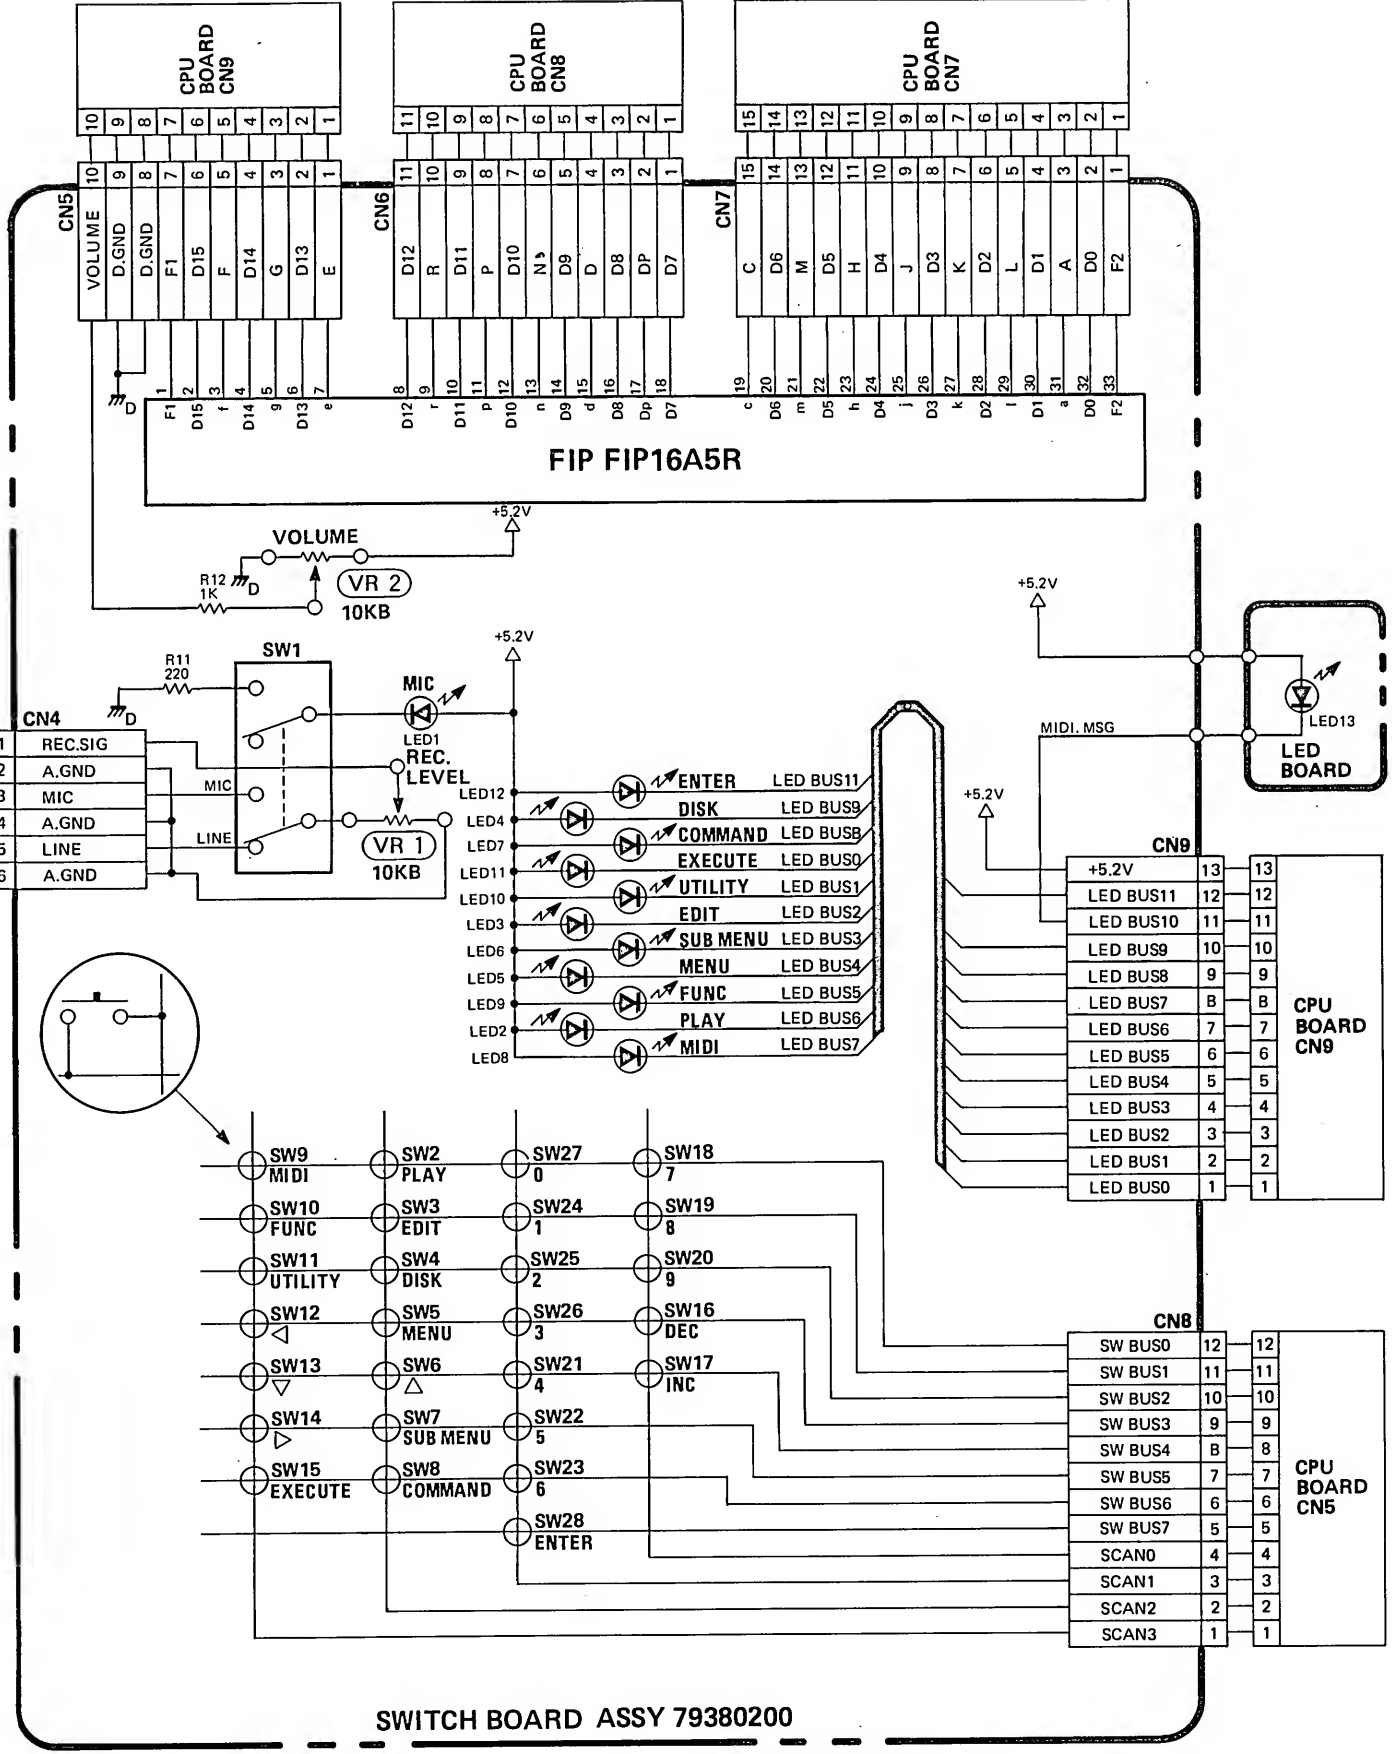 CPU BOARD CN9
CPU BOARD CN8
CPU BOARD CN7
10 9 8 7 6 5 4 3 2 1
11 10 9 8 7 6 5 4 3 2 1
15 14 13 12 11 10 9 8 7 6 5 4 3 2 1
10 9 8 7 6 5 4 3 2 1
11 10 9 8 7 6 5 4 3 2 1
15 14 13 12 11 10 9 8 7 6 5 4 3 2 1
CN5
CN6
CN7
VOLUME D.GND D.GND F1 D15 F D14 G D13 E
D12 R D11 P D10 N D9 D D8 DP D7
C D6 M D5 H D4 J D3 K D2 L D1 A D0 F2
1 2 3 4 5 6 7
8 9 10 11 12 13 14 15 16 17 18
19 20 21 22 23 24 25 26 27 28 29 30 31 32 33
D
F1 D15 f D14 g D13 e
D12 r D11 p D10 n D9 d D8 Dp D7
c D6 m D5 h D4 j D3 k D2 l D1 a D0 F2
FIP FIP16A5R
+5.2V
VOLUME
R12
1K
D
VR 2
10KB
+5.2V
+5.2V
SW1
R11
220
D
MIC
LED1
REC.
LEVEL
MIC
LINE
VR 1
10KB
CN4
1 REC.SIG
2 A.GND
3 MIC
4 A.GND
5 LINE
6 A.GND
MIDI. MSG
LED13
LED
BOARD
LED12 ENTER LED BUS11
LED4 DISK LED BUS9
LED7 COMMAND LED BUS8
LED11 EXECUTE LED BUS0
LED10 UTILITY LED BUS1
LED3 EDIT LED BUS2
LED6 SUB MENU LED BUS3
LED5 MENU LED BUS4
LED9 FUNC LED BUS5
LED2 PLAY LED BUS6
LED8 MIDI LED BUS7
+5.2V
CN9
+5.2V 13 13
LED BUS11 12 12
LED BUS10 11 11
LED BUS9 10 10
LED BUS8 9 9
LED BUS7 8 8
LED BUS6 7 7
LED BUS5 6 6
LED BUS4 5 5
LED BUS3 4 4
LED BUS2 3 3
LED BUS1 2 2
LED BUS0 1 1
CPU
BOARD
CN9
SW9 SW2 SW27 SW18
MIDI PLAY 0 7
SW10 SW3 SW24 SW19
FUNC EDIT 1 8
SW11 SW4 SW25 SW20
UTILITY DISK 2 9
SW12 SW5 SW26 SW16
◁ MENU 3 DEC
SW13 SW6 SW21 SW17
▽ △ 4 INC
SW14 SW7 SW22
▷ SUB MENU 5
SW15 SW8 SW23
EXECUTE COMMAND 6
SW28
ENTER
CN8
SW BUS0 12 12
SW BUS1 11 11
SW BUS2 10 10
SW BUS3 9 9
SW BUS4 8 8
SW BUS5 7 7
SW BUS6 6 6
SW BUS7 5 5
SCAN0 4 4
SCAN1 3 3
SCAN2 2 2
SCAN3 1 1
CPU
BOARD
CN5
SWITCH BOARD ASSY 79380200